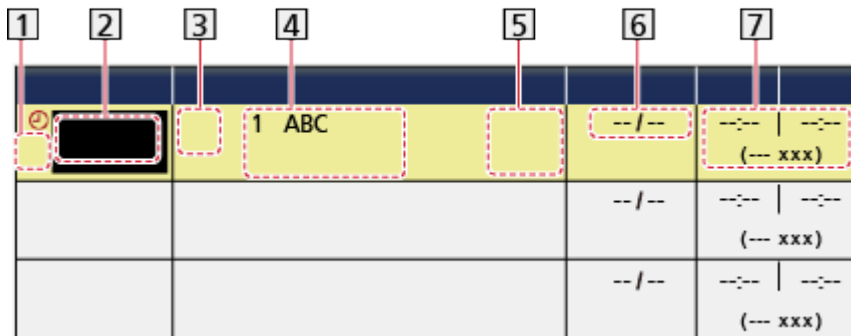 1 2 3 4 5 6 7
1 ABC --/-- --:-- | --:--
(--- xxx)
--/-- --:-- | --:--
(--- xxx)
--/-- --:-- | --:--
(--- xxx)